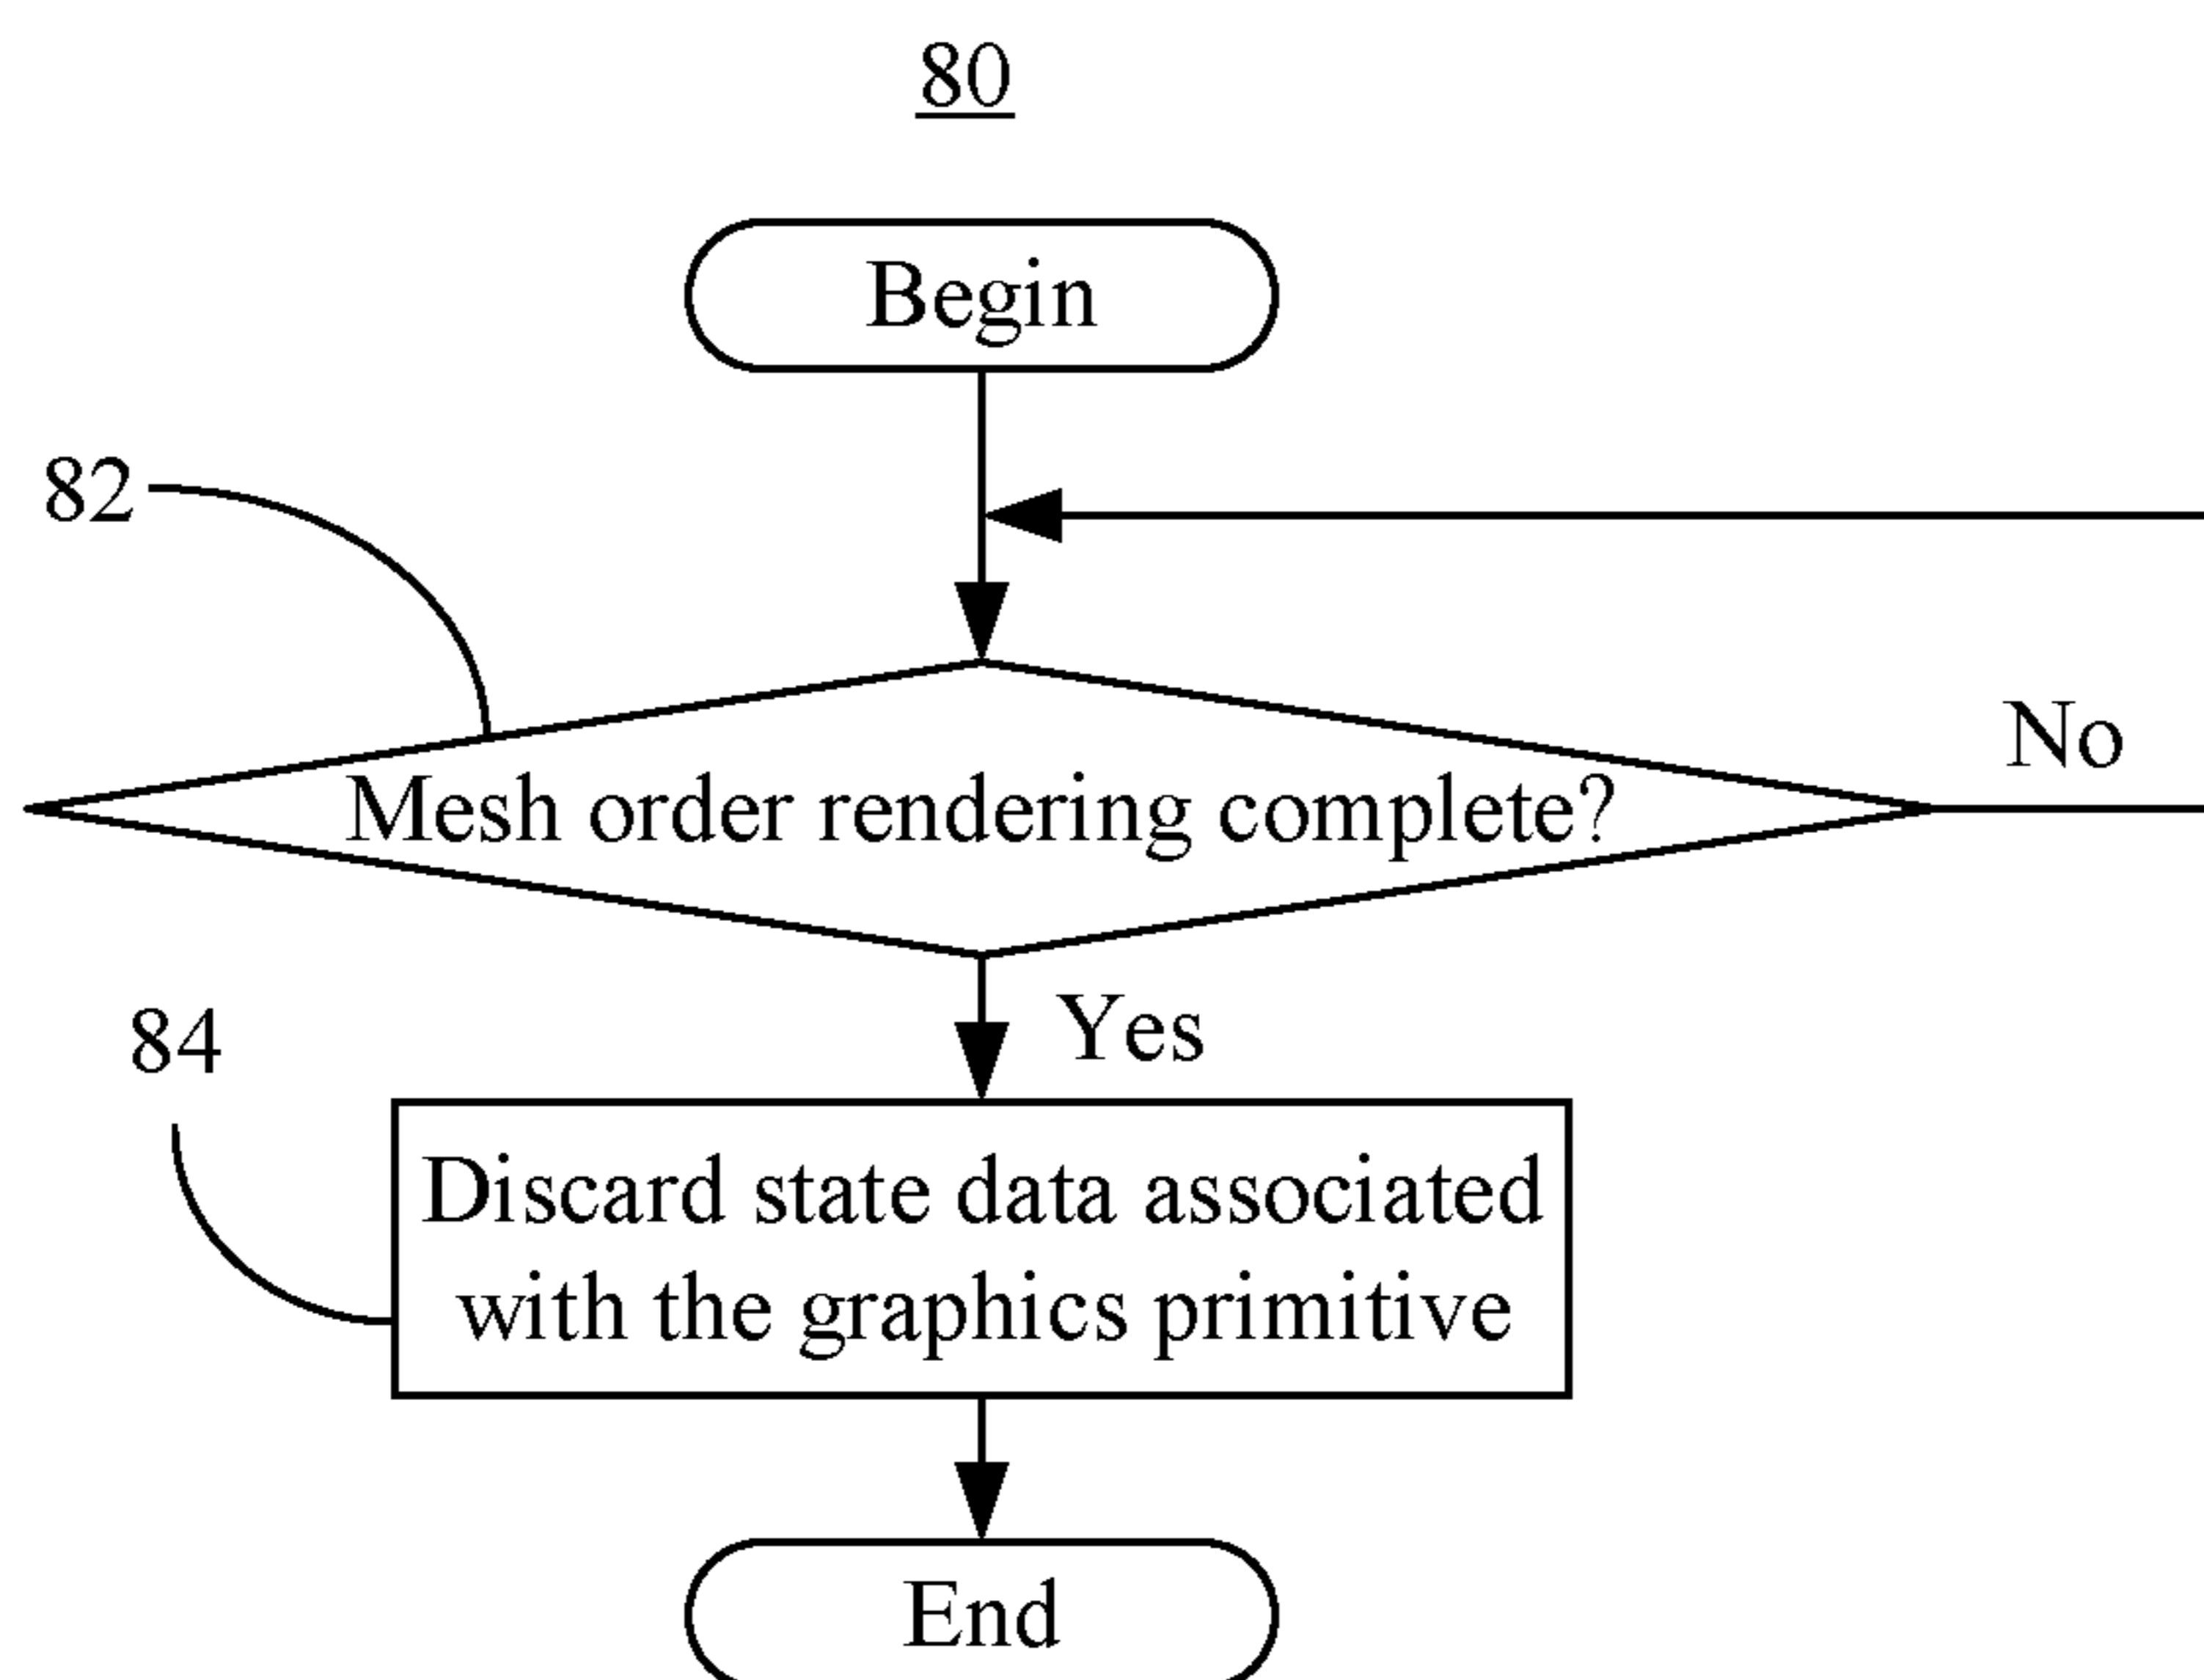 80
Begin
82
No
Mesh order rendering complete?
Yes
84
Discard state data associated
with the graphics primitive
End